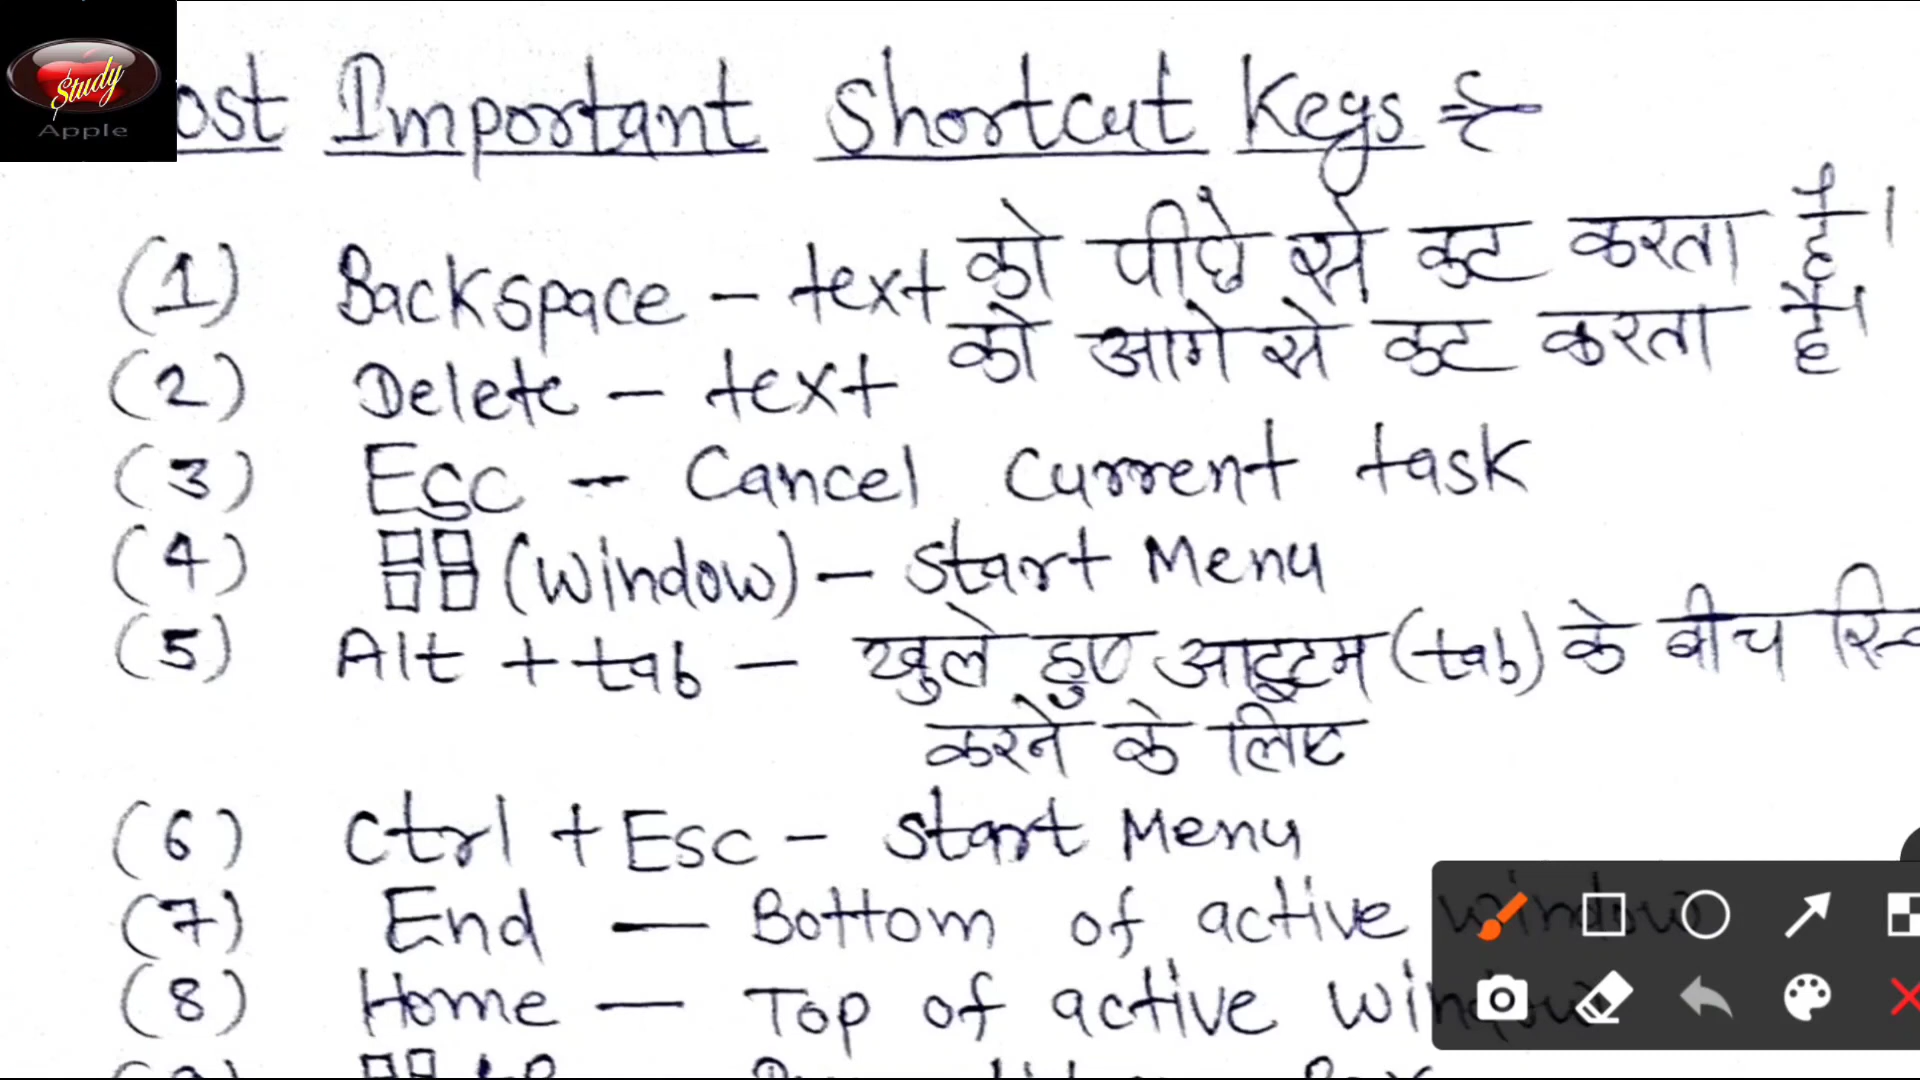 Study
Apple
ost Important Shortcut Keys :-
(1) Backspace - text को पीछे से कट करता है।
(2) Delete - text को आगे से कट करता है।
(3) Esc - Cancel Current task
(4) (Window) - Start Menu
(5) Alt + tab - खुले हुए आइटम (tab) के बीच
करने के लिए
(6) Ctrl + Esc - Start Menu
(7) End - Bottom of active window
(8) Home - Top of active window